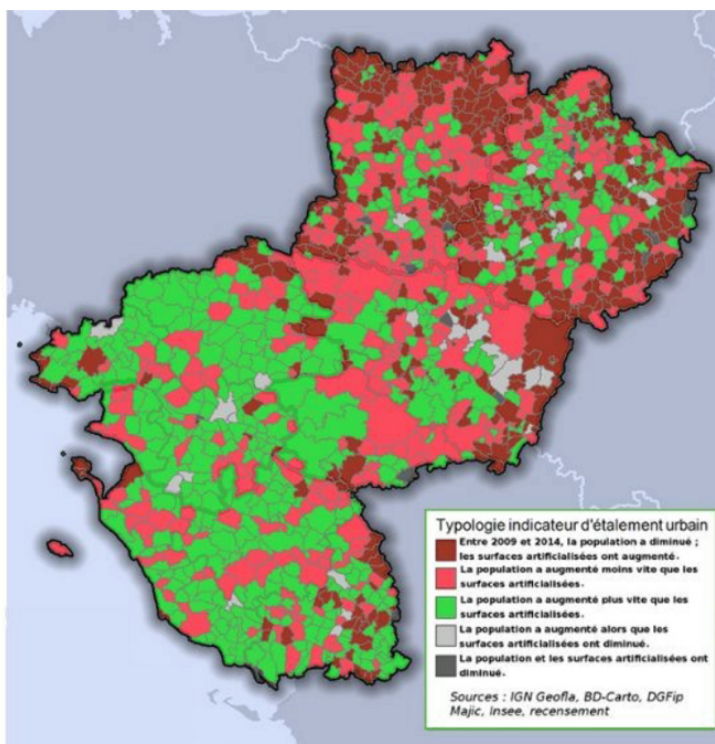 Typologie indicateur d'étalement urbain
Entre 2009 et 2014, la population a diminué ;
les surfaces artificialisées ont augmenté.
La population a augmenté moins vite que les
surfaces artificialisées.
La population a augmenté plus vite que les
surfaces artificialisées.
La population a augmenté alors que les
surfaces artificialisées ont diminué.
La population et les surfaces artificialisées ont
diminué.
Sources : IGN Geofla, BD-Carto, DGFip
Majic, Insee, recensement